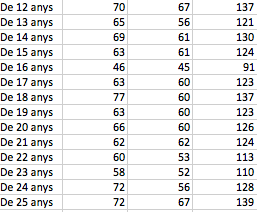 De 12 anys 70 67 137
De 13 anys 65 56 121
De 14 anys 69 61 130
De 15 anys 63 61 124
De 16 anys 46 45 91
De 17 anys 63 60 123
De 18 anys 77 60 137
De 19 anys 63 60 123
De 20 anys 66 60 126
De 21 anys 62 62 124
De 22 anys 60 53 113
De 23 anys 58 52 110
De 24 anys 72 56 128
De 25 anys 72 67 139